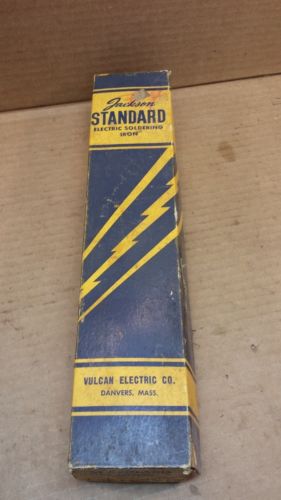 Jackson
STANDARD
ELECTRIC SOLDERING
IRON
VULCAN ELECTRIC CO.
DANVERS, MASS.